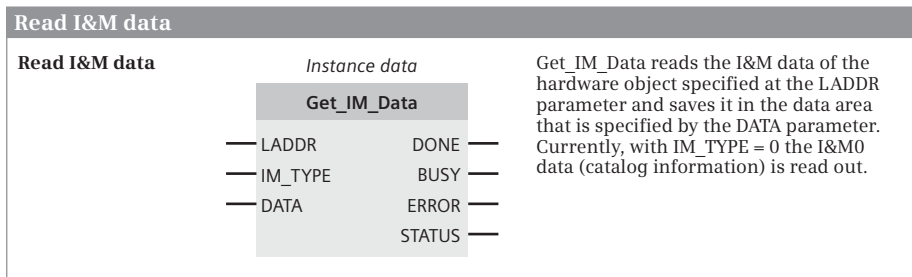 Read I&M data
Read I&M data
Instance data
Get_IM_Data
LADDR DONE
IM_TYPE BUSY
DATA ERROR
STATUS
Get_IM_Data reads the I&M data of the
hardware object specified at the LADDR
parameter and saves it in the data area
that is specified by the DATA parameter.
Currently, with IM_TYPE = 0 the I&M0
data (catalog information) is read out.